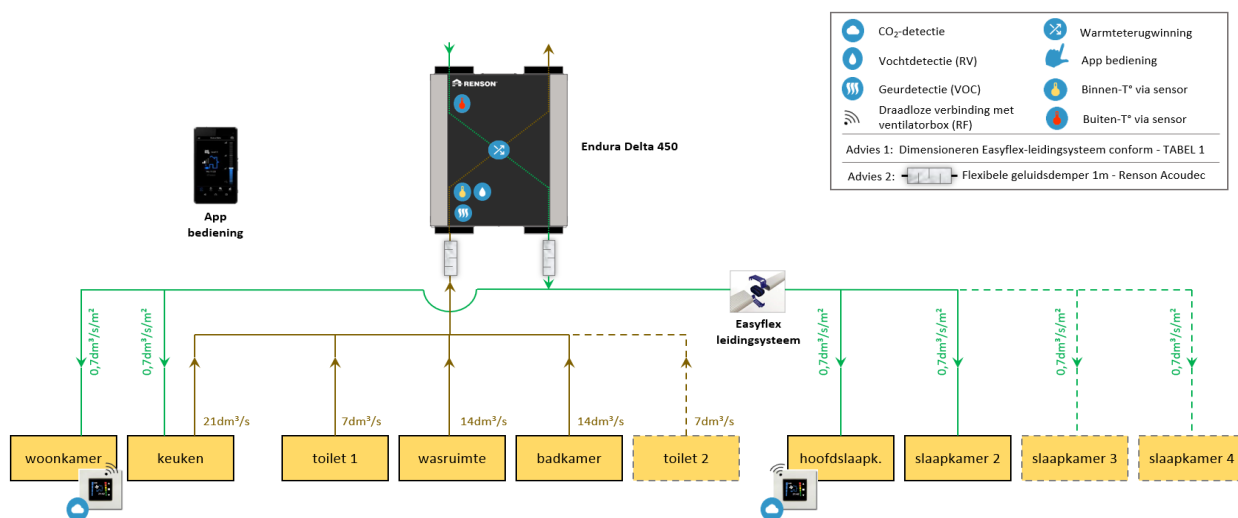 CO₂-detectie
Warmteterugwinning
Vochtdetectie (RV)
App bediening
Geurdetectie (VOC)
Binnen-T° via sensor
Draadloze verbinding met
ventilatorbox (RF)
Buiten-T° via sensor
Advies 1: Dimensioneren Easyflex-leidingsysteem conform - TABEL 1
Advies 2:
Flexibele geluidsdemper 1m - Renson Acoudec
RENSON
Endura Delta 450
App
bediening
Easyflex
leidingsysteem
0,7dm³/s/m²
0,7dm³/s/m²
0,7dm³/s/m²
0,7dm³/s/m²
0,7dm³/s/m²
0,7dm³/s/m²
21dm³/s
7dm³/s
14dm³/s
14dm³/s
7dm³/s
woonkamer
keuken
toilet 1
wasruimte
badkamer
toilet 2
hoofdslaapk.
slaapkamer 2
slaapkamer 3
slaapkamer 4